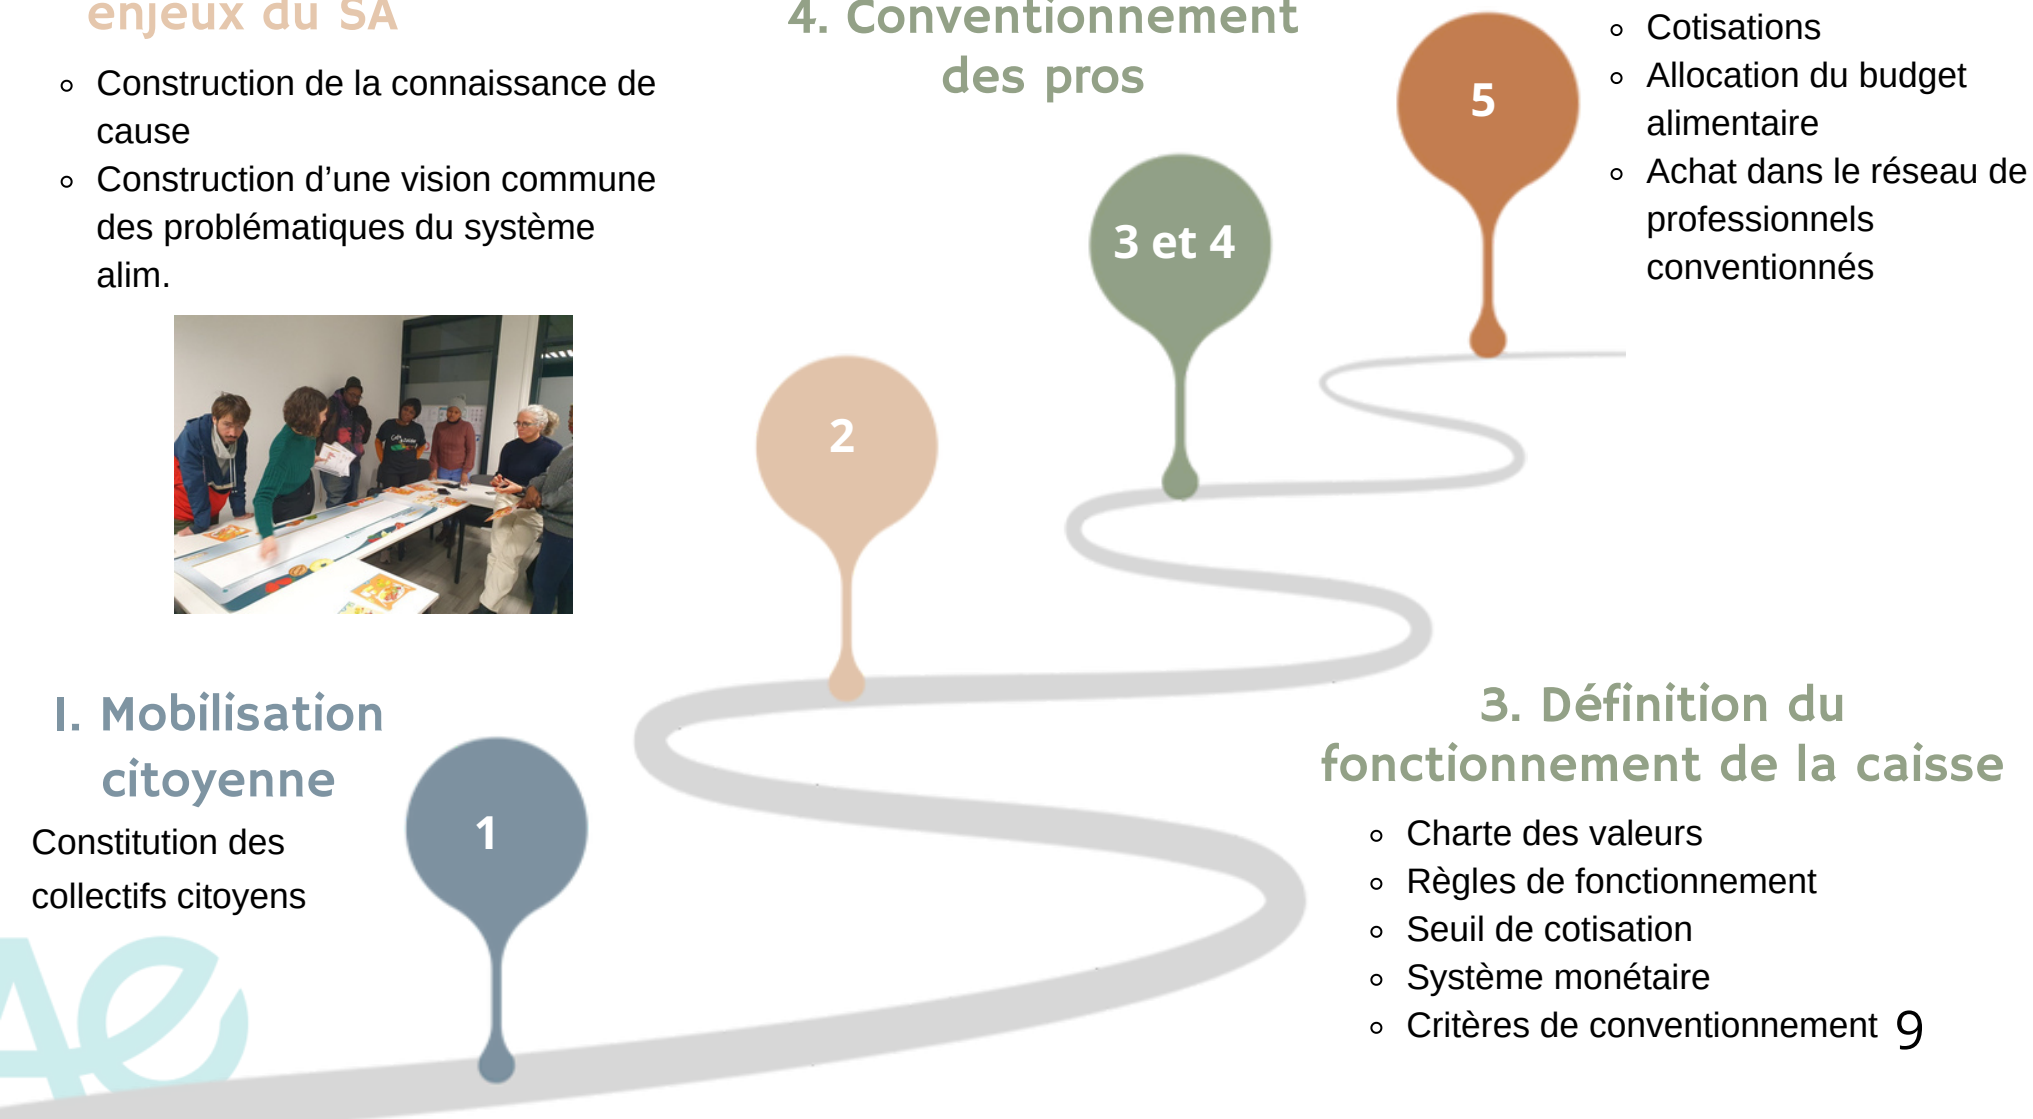 enjeux du SA
Construction de la connaissance de
cause
Construction d’une vision commune
des problématiques du système
alim.
4. Conventionnement
des pros
5
Cotisations
Allocation du budget
alimentaire
Achat dans le réseau de
professionnels
conventionnés
3 et 4
2
1. Mobilisation
citoyenne
Constitution des
collectifs citoyens
1
3. Définition du
fonctionnement de la caisse
Charte des valeurs
Règles de fonctionnement
Seuil de cotisation
Système monétaire
Critères de conventionnement
9
Ae